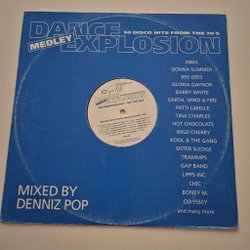 50 DISCO HITS FROM THE 70'S
DANCE
MEDLEY
EXPLOSION
ABBA
DONNA SUMMER
BEE GEES
GLORIA GAYNOR
BARRY WHITE
EARTH, WIND & FIRE
PATTI LaBELLE
TINA CHARLES
HOT CHOCOLATE
WILD CHERRY
KOOL & THE GANG
SISTER SLEDGE
TRAMMPS
GAP BAND
LIPPS INC.
CHIC
BONEY M.
ODYSSEY
and many more
MIXED BY
DENNIZ POP